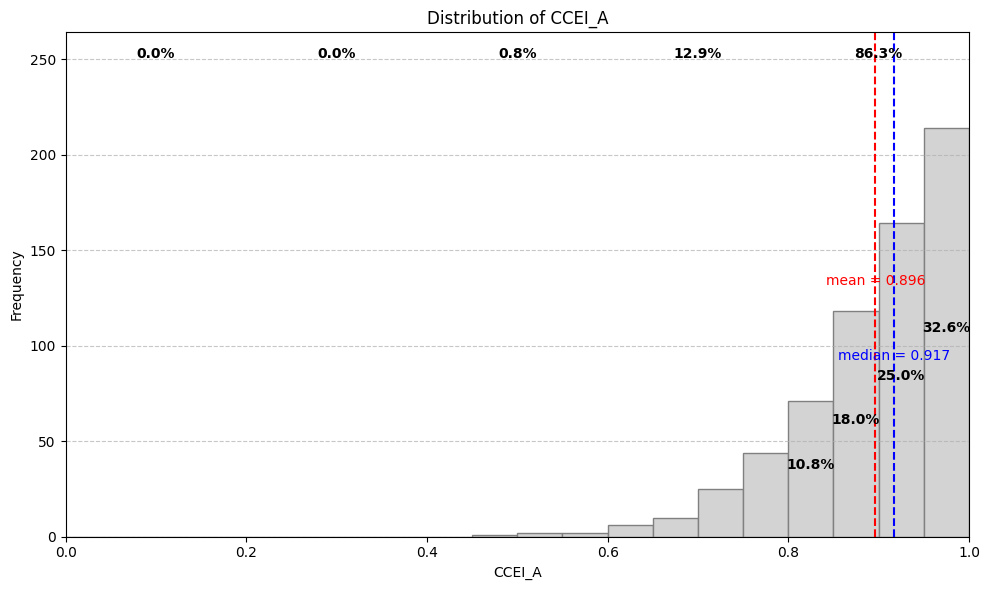 Distribution of CCEI_A
0.0% 0.0% 0.8% 12.9% 86.3%
250
200
150
mean = 0.896
32.6%
100
median = 0.917
25.0%
18.0%
50
10.8%
0
0.0 0.2 0.4 0.6 0.8 1.0
CCEI_A
Frequency